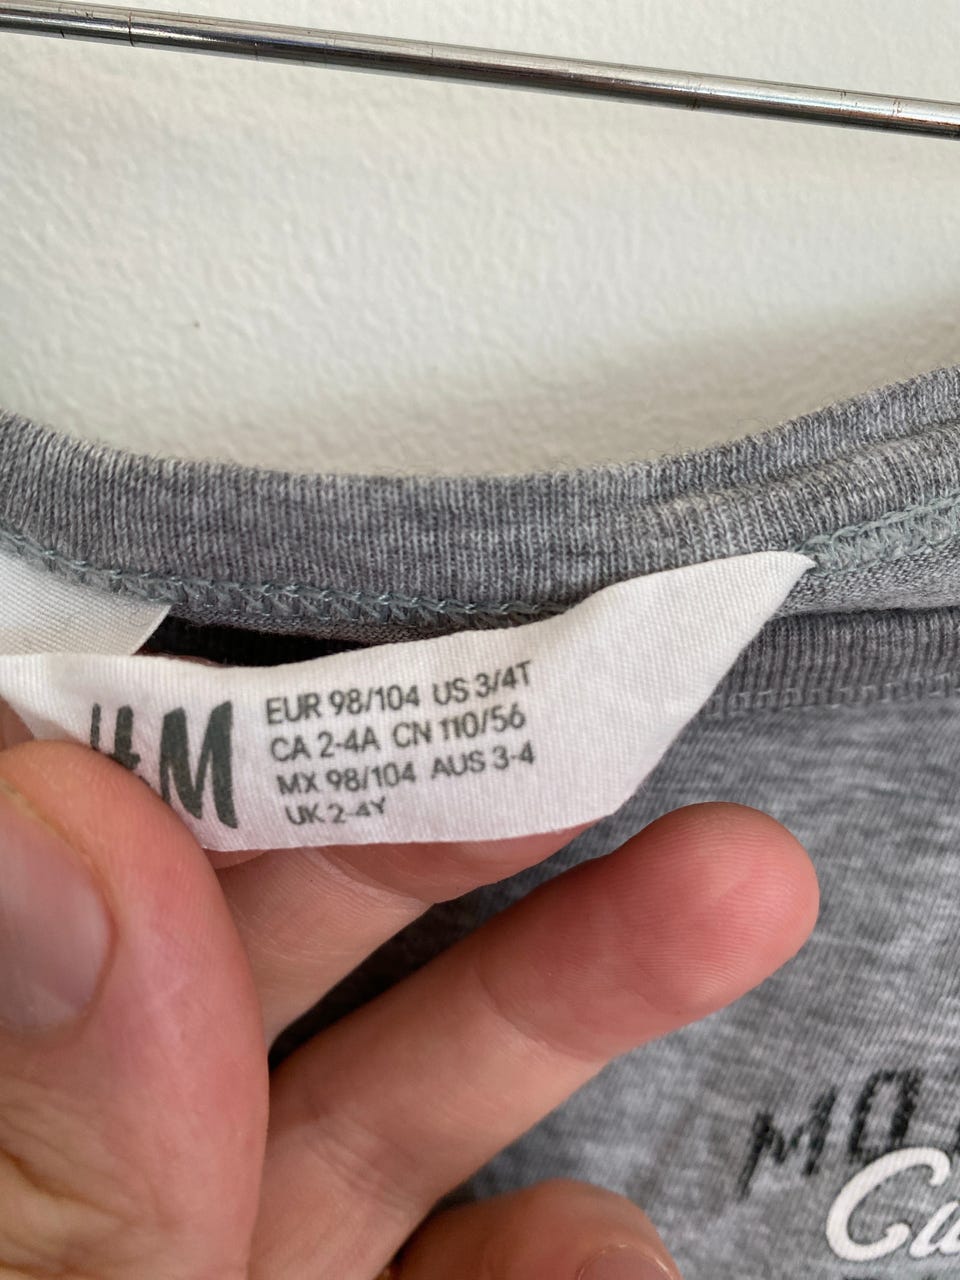 H&M
EUR 98/104 US 3/4T
CA 2-4A CN 110/56
MX 98/104 AUS 3-4
UK 2-4Y